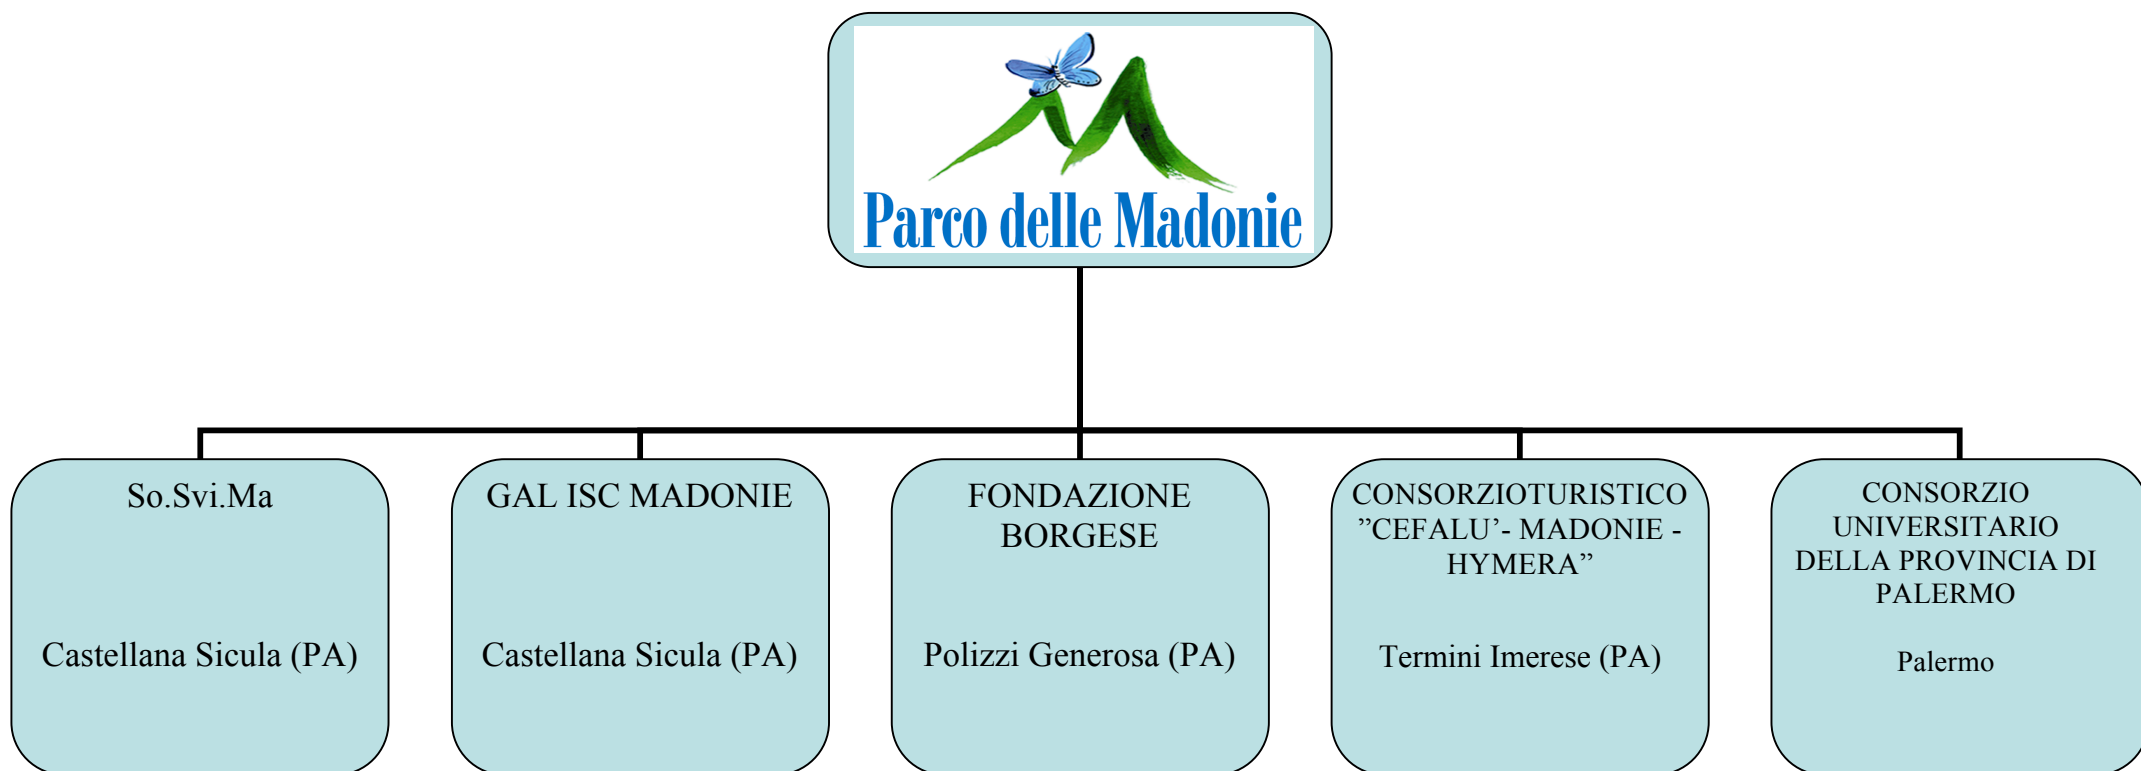 Parco delle Madonie
So.Svi.Ma
Castellana Sicula (PA)
GAL ISC MADONIE
Castellana Sicula (PA)
FONDAZIONE
BORGESE
Polizzi Generosa (PA)
CONSORZIOTURISTICO
”CEFALU’- MADONIE -
HYMERA”
Termini Imerese (PA)
CONSORZIO
UNIVERSITARIO
DELLA PROVINCIA DI
PALERMO
Palermo